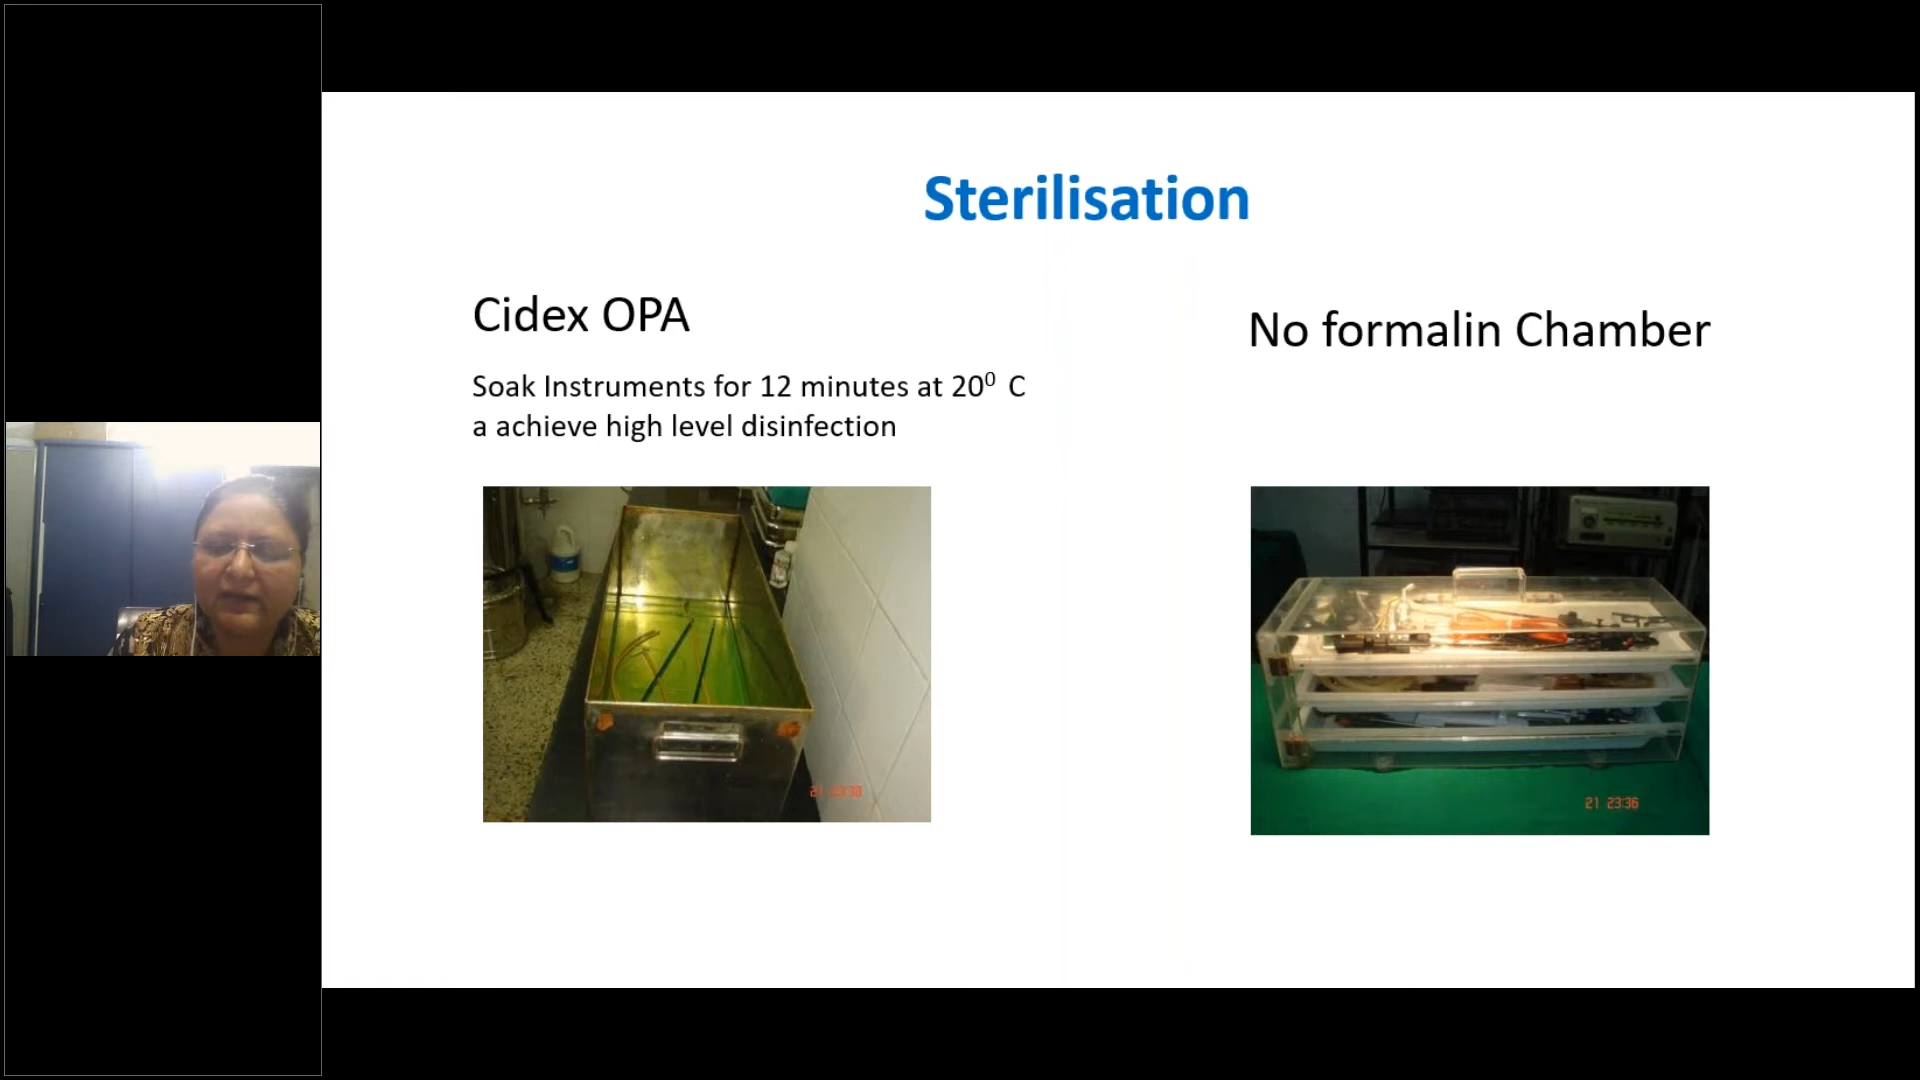 Sterilisation
Cidex OPA
Soak Instruments for 12 minutes at 20⁰ C
a achieve high level disinfection
No formalin Chamber
21 23:36